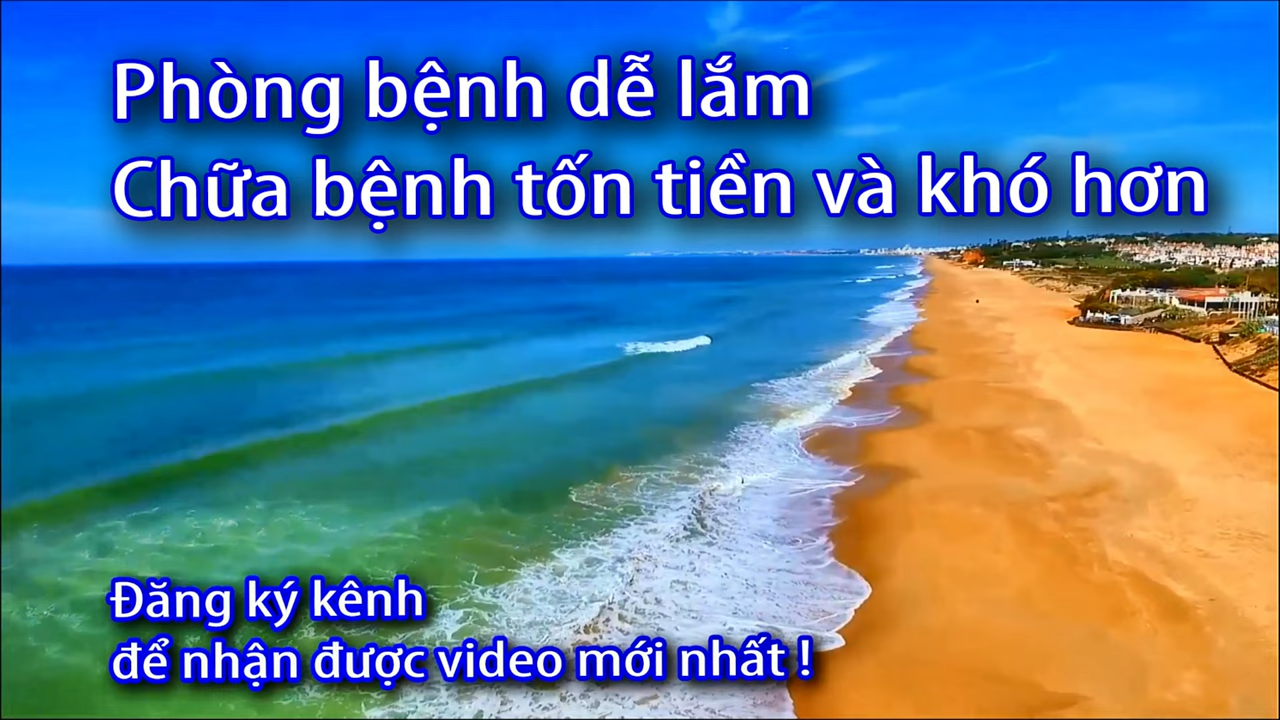 Phòng bệnh dễ lắm
Chữa bệnh tốn tiền và khó hơn
Đăng ký kênh
để nhận được video mới nhất !